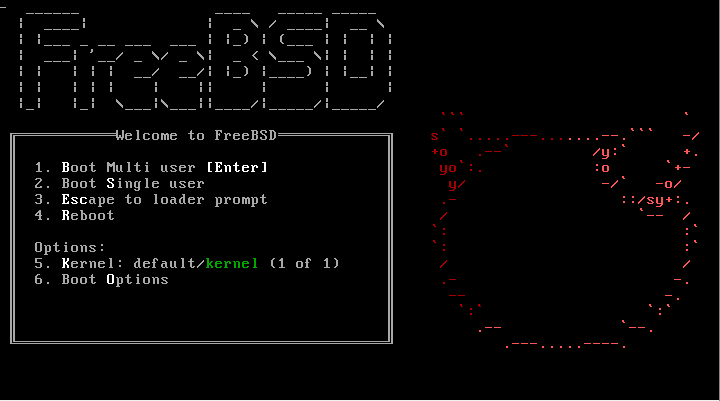 FreeBSD
Welcome to FreeBSD
1. Boot Multi user [Enter]
2. Boot Single user
3. Escape to loader prompt
4. Reboot
Options:
5. Kernel: default/kernel (1 of 1)
6. Boot Options